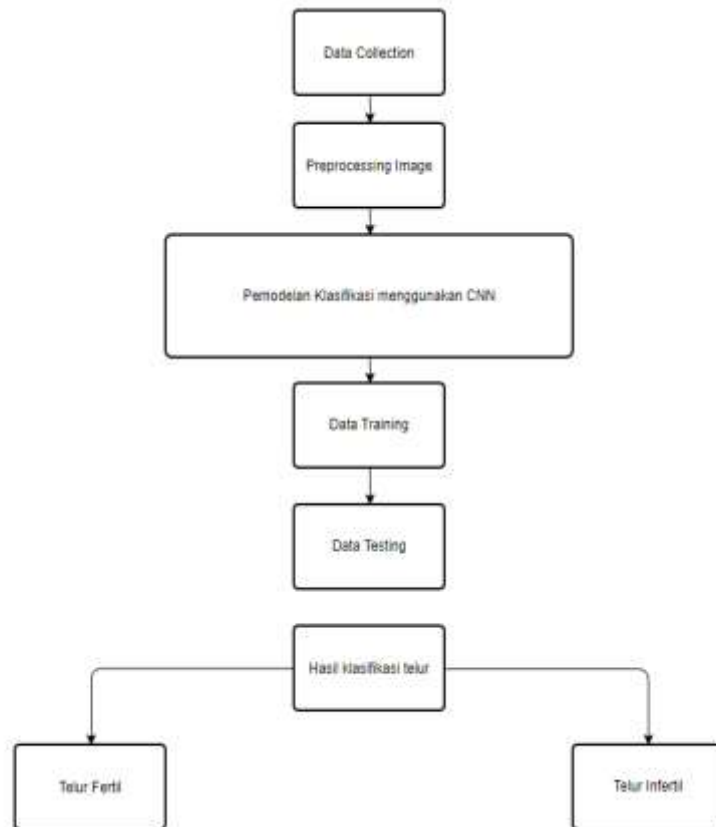 Data Collection
Preprocessing Image
Pemodelan Klasifikasi menggunakan CNN
Data Training
Data Testing
Hasil klasifikasi telur
Telur Fertil
Telur Infertil